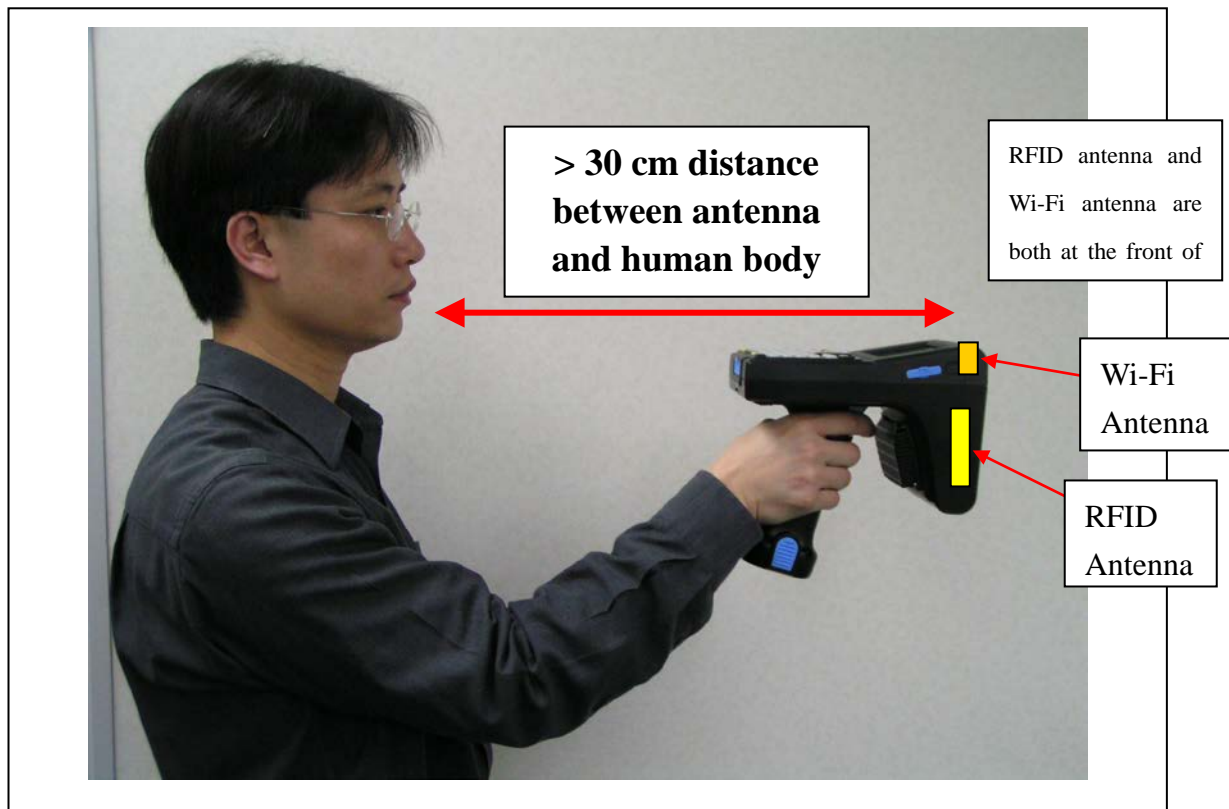 > 30 cm distance
between antenna
and human body
RFID antenna and
Wi-Fi antenna are
both at the front of
Wi-Fi
Antenna
RFID
Antenna